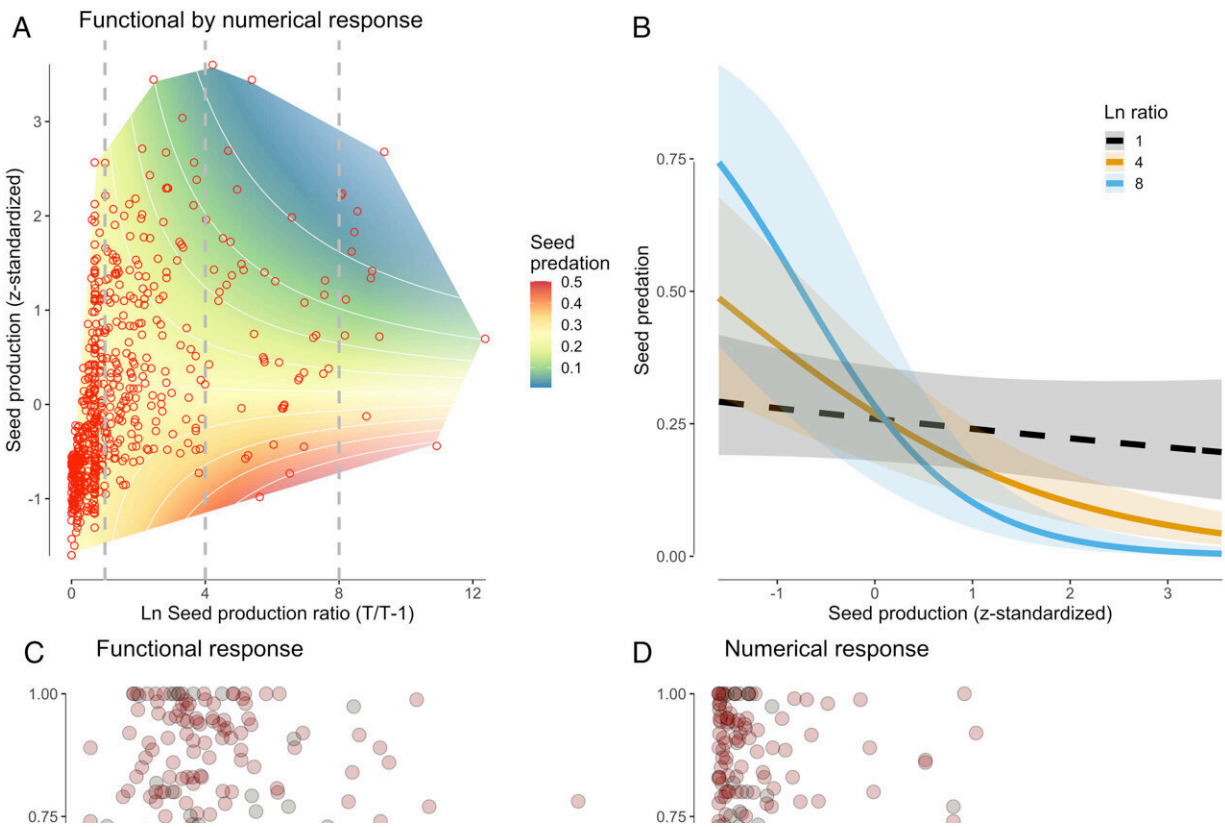 A
Functional by numerical response
Seed production (z-standardized)
3
2
1
0
-1
0
4
8
12
Ln Seed production ratio (T/T-1)
Seed
predation
0.5
0.4
0.3
0.2
0.1
B
Seed predation
0.75
0.50
0.25
0.00
-1
0
1
2
3
Seed production (z-standardized)
Ln ratio
1
4
8
C
Functional response
1.00
0.75
D
Numerical response
1.00
0.75